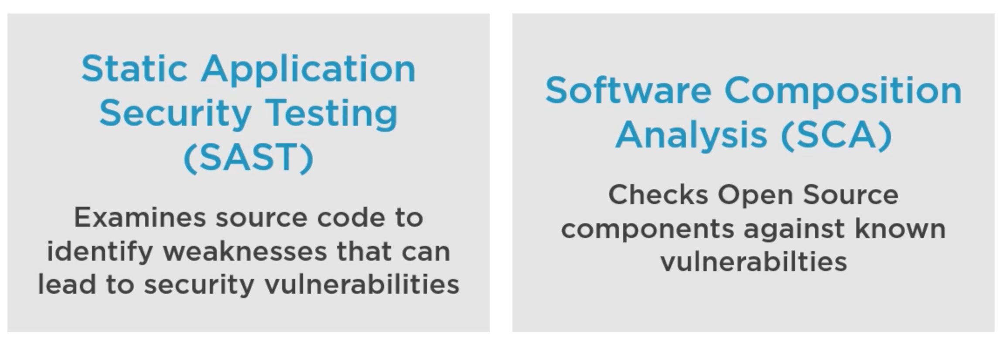 Static Application
Security Testing
(SAST)
Examines source code to
identify weaknesses that can
lead to security vulnerabilities
Software Composition
Analysis (SCA)
Checks Open Source
components against known
vulnerabilties